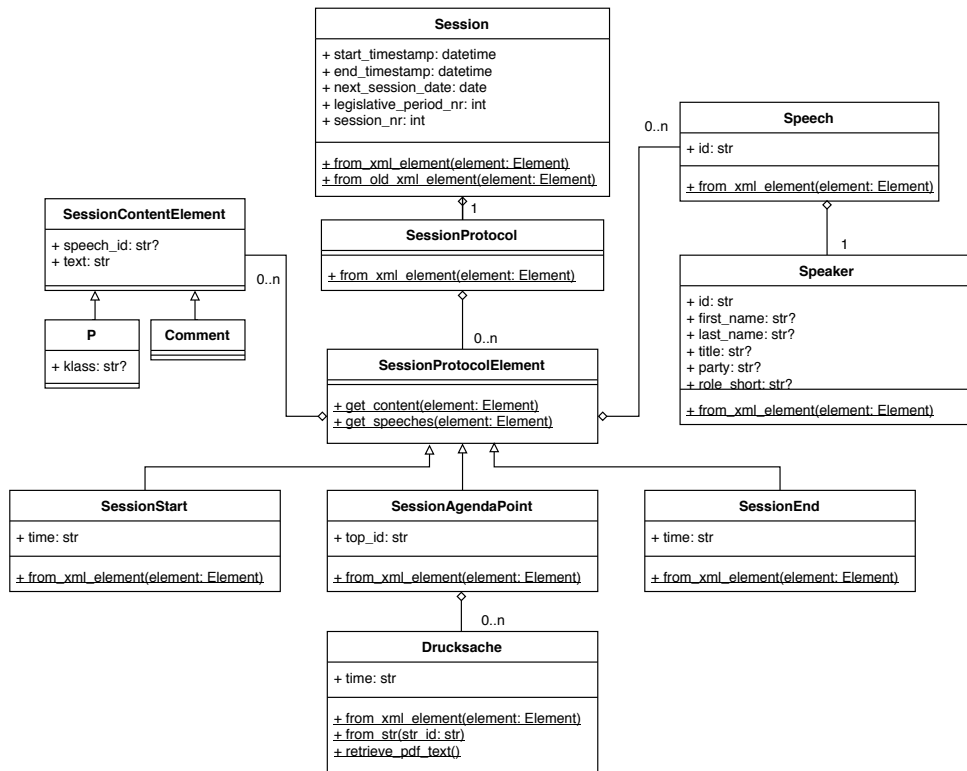 Session
+ start_timestamp: datetime
+ end_timestamp: datetime
+ next_session_date: date
+ legislative_period_nr: int
+ session_nr: int
+ from_xml_element(element: Element)
+ from_old_xml_element(element: Element)
1
SessionProtocol
+ from_xml_element(element: Element)
0..n
Speech
+ id: str
+ from_xml_element(element: Element)
0..n
1
Speaker
+ id: str
+ first_name: str?
+ last_name: str?
+ title: str?
+ party: str?
+ role_short: str?
+ from_xml_element(element: Element)
SessionContentElement
+ speech_id: str?
+ text: str
0..n
P
+ klass: str?
Comment
SessionProtocolElement
+ get_content(element: Element)
+ get_speeches(element: Element)
SessionStart
+ time: str
+ from_xml_element(element: Element)
SessionAgendaPoint
+ top_id: str
+ from_xml_element(element: Element)
SessionEnd
+ time: str
+ from_xml_element(element: Element)
0..n
Drucksache
+ time: str
+ from_xml_element(element: Element)
+ from_str(str_id: str)
+ retrieve_pdf_text()